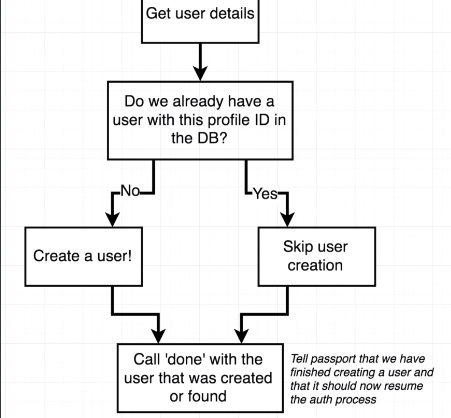 Get user details
Do we already have a
user with this profile ID in
the DB?
No
Yes
Create a user!
Skip user
creation
Call 'done' with the
user that was created
or found
Tell passport that we have
finished creating a user and
that it should now resume
the auth process